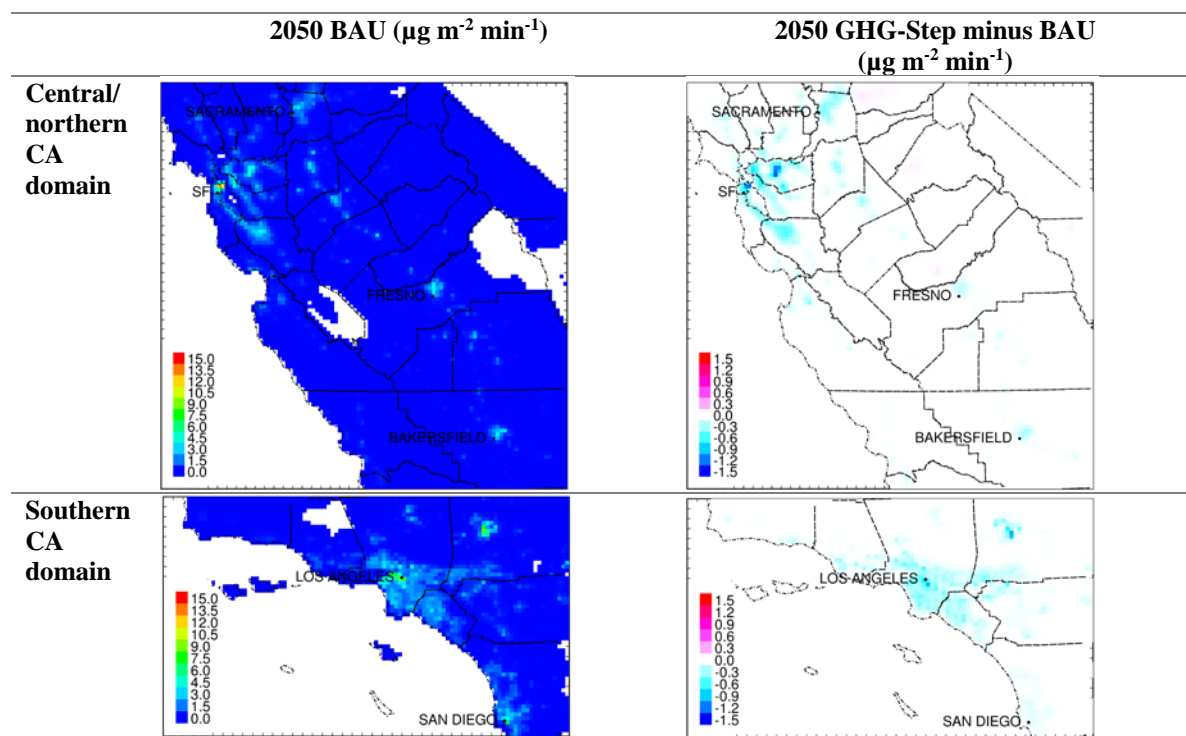 2050 BAU (µg m-2 min-1)
2050 GHG-Step minus BAU
(µg m-2 min-1)
Central/
northern
CA
domain
SACRAMENTO
SF
FRESNO
BAKERSFIELD
15.0
13.5
12.0
10.5
9.0
7.5
6.0
4.5
3.0
1.5
0.0
SACRAMENTO
SF
FRESNO
BAKERSFIELD
1.5
1.2
0.9
0.6
0.3
0.0
-0.3
-0.6
-0.9
-1.2
-1.5
Southern
CA
domain
LOS ANGELES
SAN DIEGO
15.0
13.5
12.0
10.5
9.0
7.5
6.0
4.5
3.0
1.5
0.0
LOS ANGELES
SAN DIEGO
1.5
1.2
0.9
0.6
0.3
0.0
-0.3
-0.6
-0.9
-1.2
-1.5